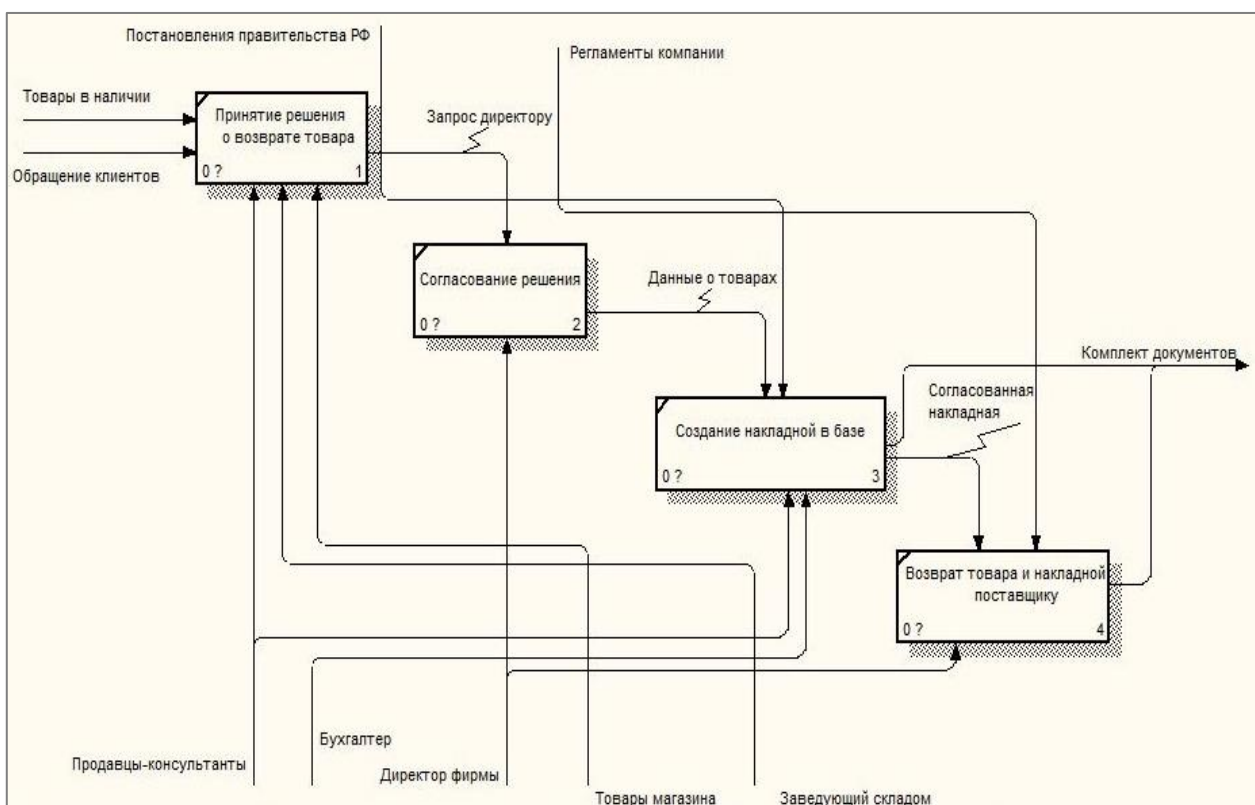 Постановления правительства РФ
Регламенты компании
Товары в наличии
Принятие решения
о возврате товара
0 ?
1
Запрос директору
Обращение клиентов
Согласование решения
0 ?
2
Данные о товарах
Комплект документов
Согласованная
накладная
Создание накладной в базе
0 ?
3
Возврат товара и накладной
поставщику
0 ?
4
Бухгалтер
Продавцы-консультанты
Директор фирмы
Товары магазина
Заведующий складом